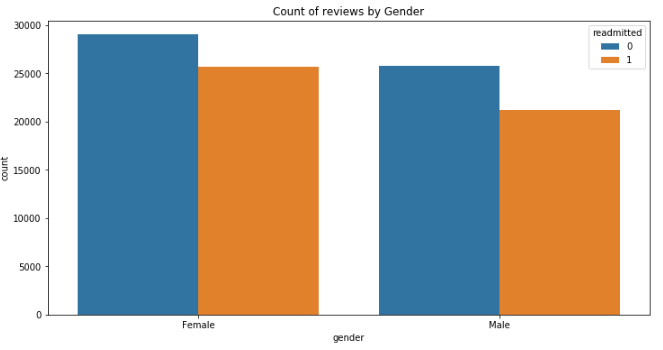 Count of reviews by Gender
readmitted
0
1
30000
25000
20000
15000
10000
5000
0
count
Female
Male
gender